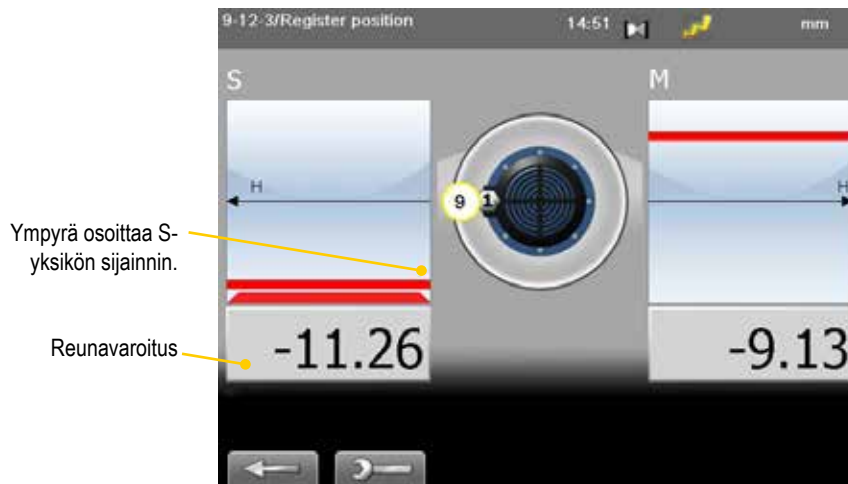 9-12-3/Register position 14:51 mm
S M
H H
9 1
Ympyrä osoittaa S-
yksikön sijainnin.
Reunavaroitus
-11.26 -9.13